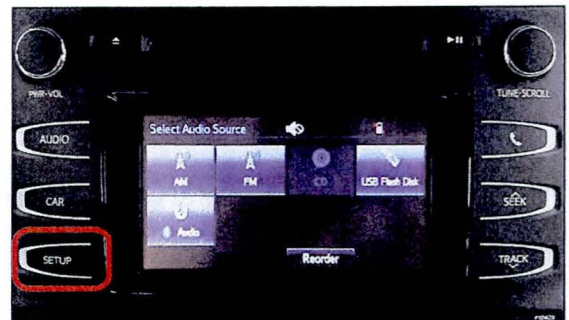 PWR•VOL
TUNE•SCROLL
AUDIO
CAR
SETUP
Select Audio Source
AM
FM
CD
USB Flash Disk
Audio
Reorder
SEEK
TRACK